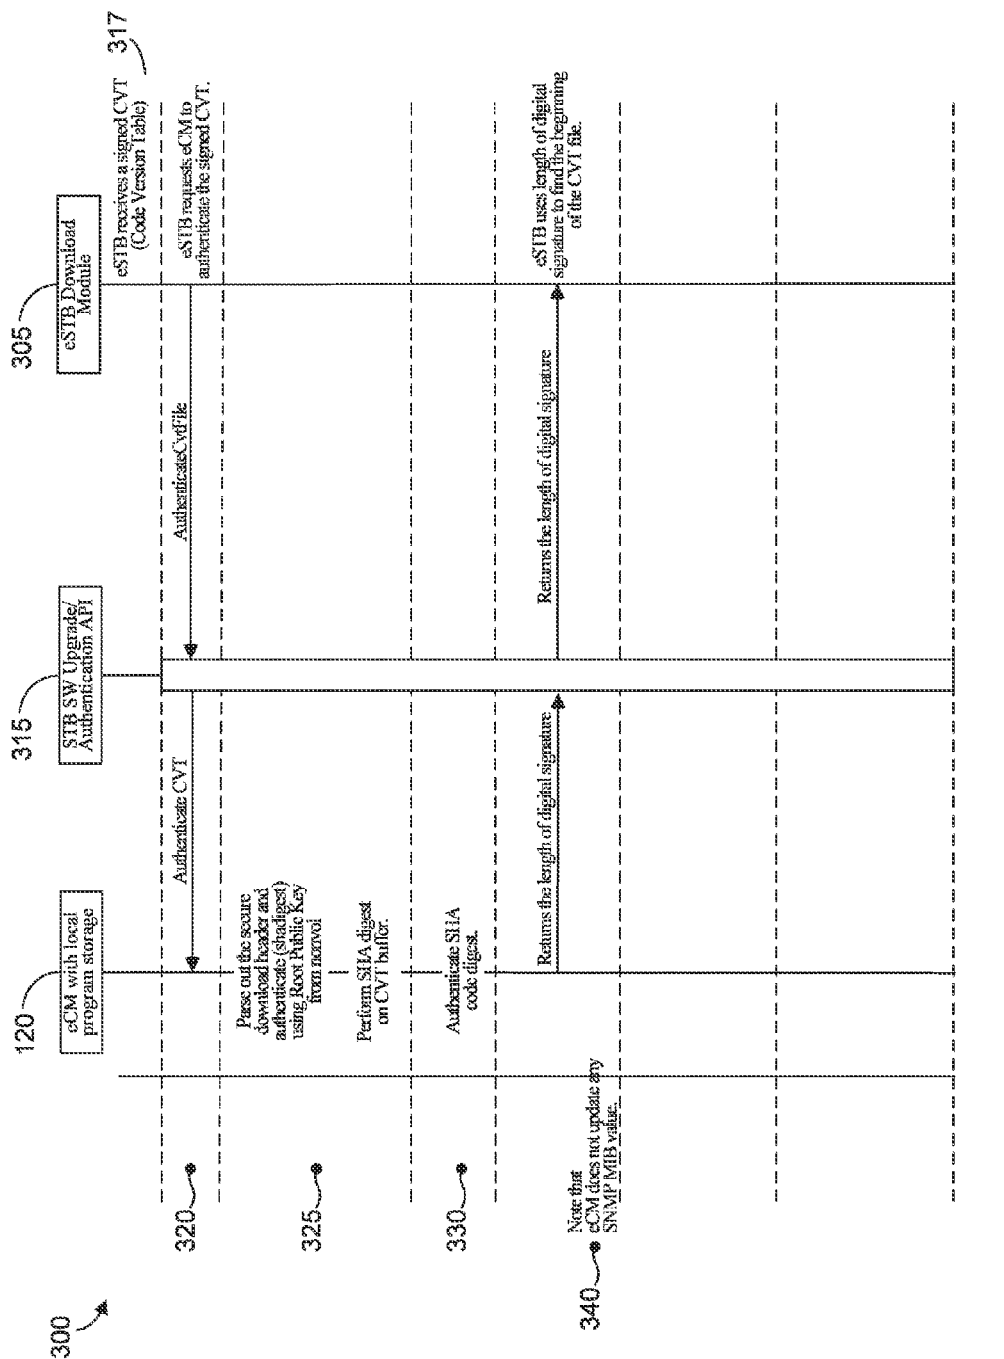 300
120
eCM with local
program storage
315
STB SW Upgrade/
Authentication API
305
eSTB Download
Module
317
eSTB receives a signed CVT
(Code Version Table)
320
Authenticate CVT
AuthenticateCvtFile
eSTB requests eCM to
authenticate the signed CVT.
325
Parse out the secure
download header and
authenticate (shadigest)
using Root Public Key
from nonvol
Perform SHA digest
on CVT buffer.
330
Authenticate SHA
code digest.
340
Note that
eCM does not update any
SNMP MIB value.
Returns the length of digital signature
Returns the length of digital signature
eSTB uses length of digital
signature to find the beginning
of the CVT file.